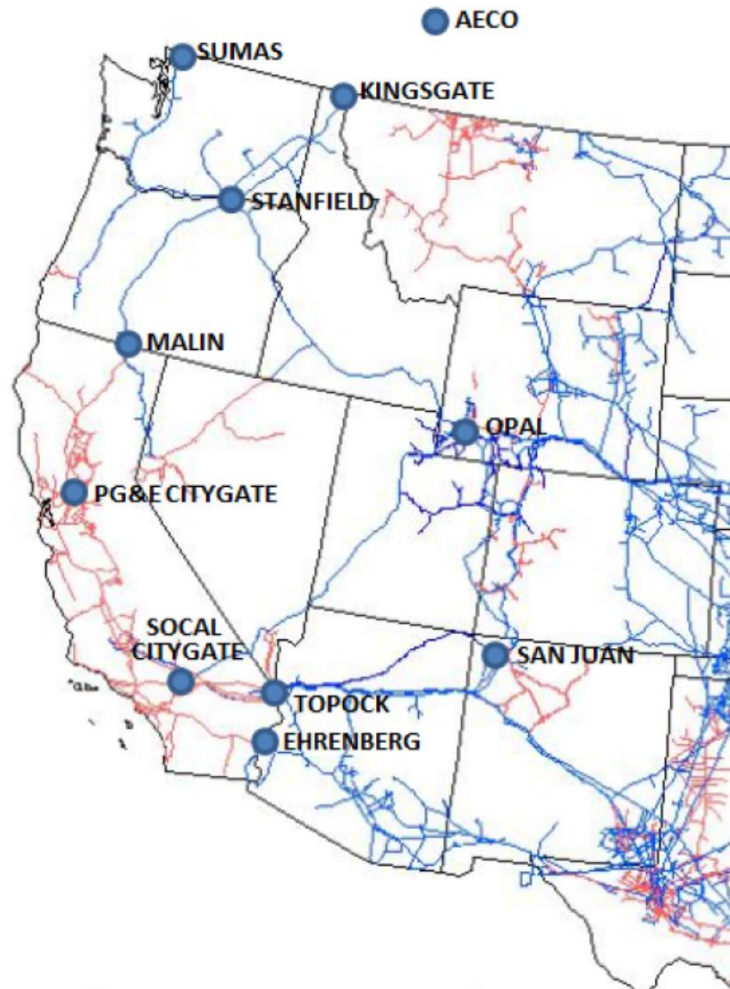 AECO
SUMAS
KINGSGATE
STANFIELD
MALIN
OPAL
PG&E CITYGATE
SOCAL
CITYGATE
SAN JUAN
TOPOCK
EHRENBERG